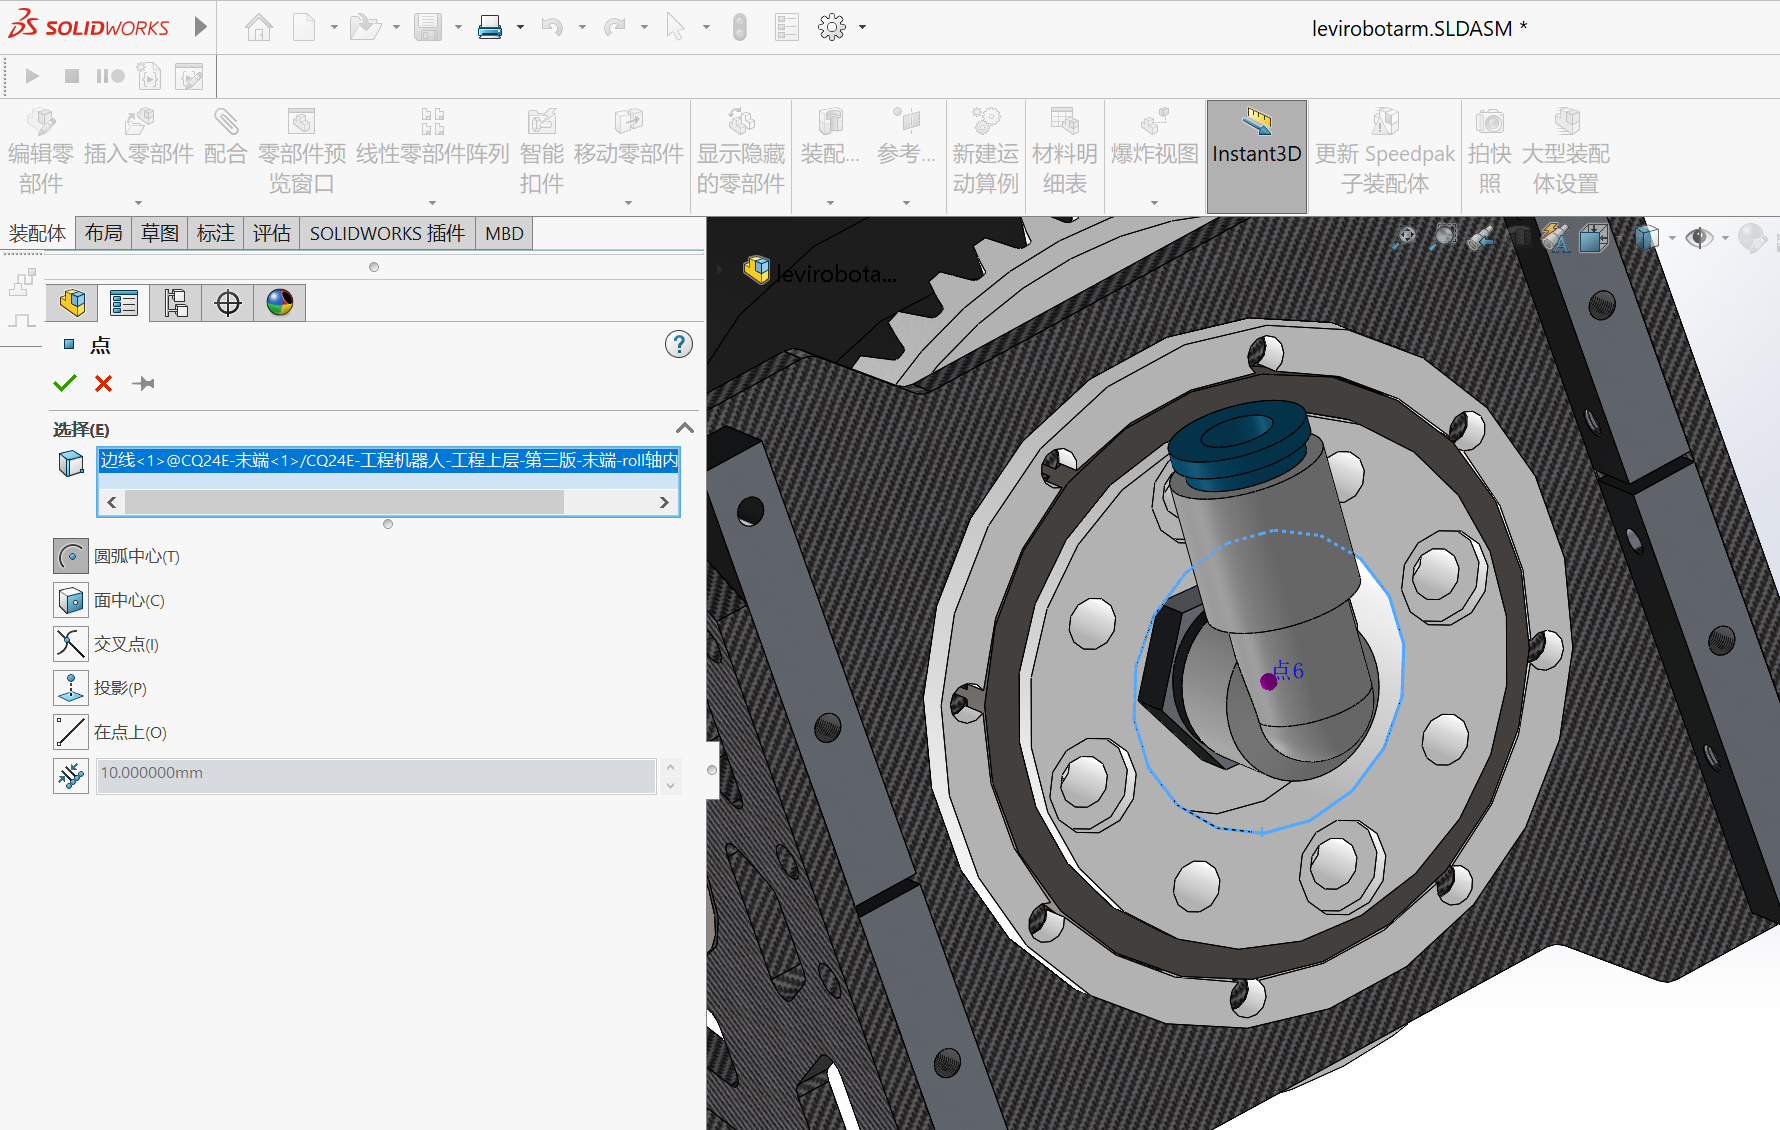 SOLIDWORKS
levirobotarm.SLDASM *
编辑零部件
插入零部件
配合
零部件预览窗口
线性零部件阵列
智能扣件
移动零部件
显示隐藏的零部件
装配...
参考...
新建运动算例
材料明细表
爆炸视图
Instant3D
更新 Speedpak 子装配体
拍快照
大型装配体设置
装配体
布局
草图
标注
评估
SOLIDWORKS 插件
MBD
levirobota...
点
?
选择(E)
边线<1>@CQ24E-末端<1>/CQ24E-工程机器人-工程上层-第三版-末端-roll轴内
圆弧中心(T)
面中心(C)
交叉点(I)
投影(P)
在点上(O)
10.000000mm
点6